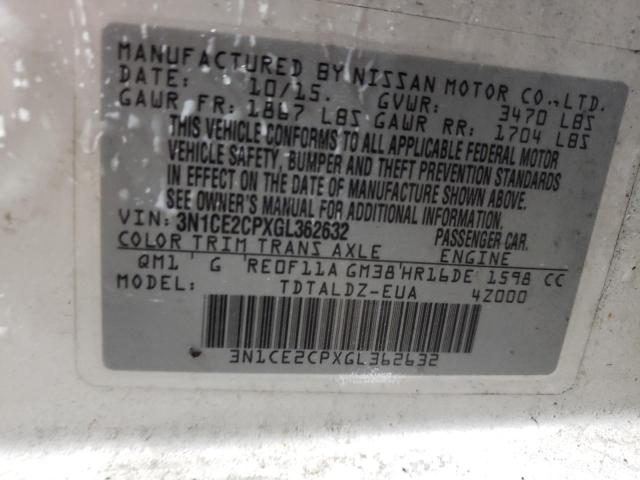 MANUFACTURED BY NISSAN MOTOR CO.,LTD.
DATE: 10/15. GVWR: 3470 LBS
GAWR FR: 1867 LBS GAWR RR: 1704 LBS
THIS VEHICLE CONFORMS TO ALL APPLICABLE FEDERAL MOTOR
VEHICLE SAFETY, BUMPER AND THEFT PREVENTION STANDARDS
IN EFFECT ON THE DATE OF MANUFACTURE SHOWN ABOVE.
SEE OWNER'S MANUAL FOR ADDITIONAL INFORMATION.
VIN: 3N1CE2CPXGL362632 PASSENGER CAR.
COLOR TRIM TRANS AXLE ENGINE
QM1 G RE0F11A GM38 HR16DE 1598 CC
MODEL: TDTALDZ-EUA 4Z000
3N1CE2CPXGL362632